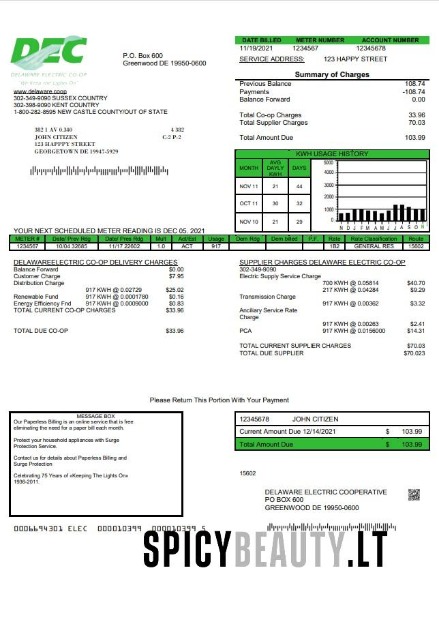 DEC
DELAWARE ELECTRIC CO-OP
We Keep the Lights On
P.O. Box 600
Greenwood DE 19950-0600
www.delaware.coop
302-349-9090 SUSSEX COUNTRY
302-398-9090 KENT COUNTRY
1-800-282-8595 NEW CASTLE COUNTY/OUT OF STATE
382 1 AV 0.340 4 382
JOHN CITIZEN C-2 P-2
123 HAPPPY STREET
GEORGETOWN DE 19947-3929
DATE BILLED METER NUMBER ACCOUNT NUMBER
11/19/2021 1234567 12345678
SERVICE ADDRESS: 123 HAPPY STREET
Summary of Charges
Previous Balance 108.74
Payments -108.74
Balance Forward 0.00
Total Co-op Charges 33.96
Total Supplier Charges 70.03
Total Amount Due 103.99
KWH USAGE HISTORY
MONTH AVG DAYLY KWH DAYS
NOV 11 21 44
OCT 11 30 32
NOV 10 21 29
5000
4000
3000
2000
1000
0
N D J F M A M J J A S O N
YOUR NEXT SCHEDULED METER READING IS DEC 05, 2021
METER # Date/ Prev Rdg Date/ Pres Rdg Mult Act/Est Usage Dem Rdg Dem billed P.F. Rate Rate Classification Route
1234567 10.04 32685 11/17 22602 1.0 ACT 917 182 GENERAL RES 15602
DELAWAREELECTRIC CO-OP DELIVERY CHARGES
Balance Forward $0.00
Customer Charge $7.95
Distribution Charge
917 KWH @ 0.02729 $25.02
Renewable Fund 917 KWH @ 0.0001780 $0.16
Energy Efficiency Fnd 917 KWH @ 0.0009000 $0.83
TOTAL CURRENT CO-OP CHARGES $33.96
TOTAL DUE CO-OP $33.96
SUPPLIER CHARGES DELAWARE ELECTRIC CO-OP
302-349-9090
Electric Supply Service Charge
700 KWH @ 0.05814 $40.70
217 KWH @ 0.04284 $9.29
Transmission Charge
917 KWH @ 0.00362 $3.32
Ancillary Service Rate
Charge
917 KWH @ 0.00263 $2.41
PCA 917 KWH @ 0.0156000 $14.31
TOTAL CURRENT SUPPLIER CHARGES $70.03
TOTAL DUE SUPPLIER $70.023
Please Return This Portion With Your Payment
MESSAGE BOX
Our Paperless Billing is an online service that is free
eliminating the need for a paper bill each month.
Protect your household appliances with Surge
Protection Service.
Contact us for details about Paperless Billing and
Surge Protection
Celebrating 75 Years of «Keeping The Lights On»
1936-2011.
12345678 JOHN CITIZEN
Current Amount Due 12/14/2021 $ 103.99
Total Amount Due $ 103.99
15602
DELAWARE ELECTRIC COOPERATIVE
PO BOX 600
GREENWOOD DE 19950-0600
0006694301 ELEC 000010399 000010399 5
SPICYBEAUTY.LT